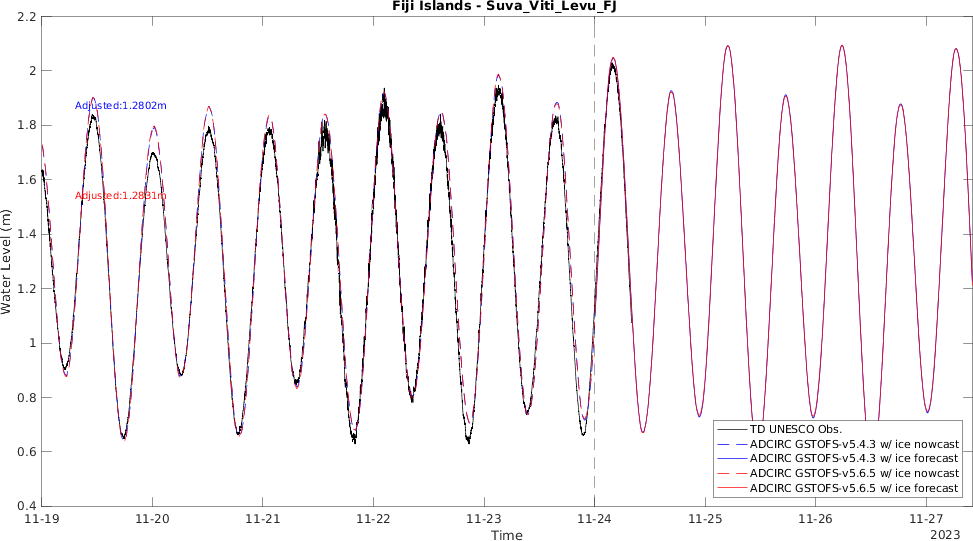 Fiji Islands - Suva_Viti_Levu_FJ
2.2
2
1.8
1.6
1.4
1.2
1
0.8
0.6
0.4
Water Level (m)
Adjusted:1.2802m
Adjusted:1.2831m
TD UNESCO Obs.
ADCIRC GSTOFS-v5.4.3 w/ ice nowcast
ADCIRC GSTOFS-v5.4.3 w/ ice forecast
ADCIRC GSTOFS-v5.6.5 w/ ice nowcast
ADCIRC GSTOFS-v5.6.5 w/ ice forecast
11-19 11-20 11-21 11-22 11-23 11-24 11-25 11-26 11-27
Time
2023